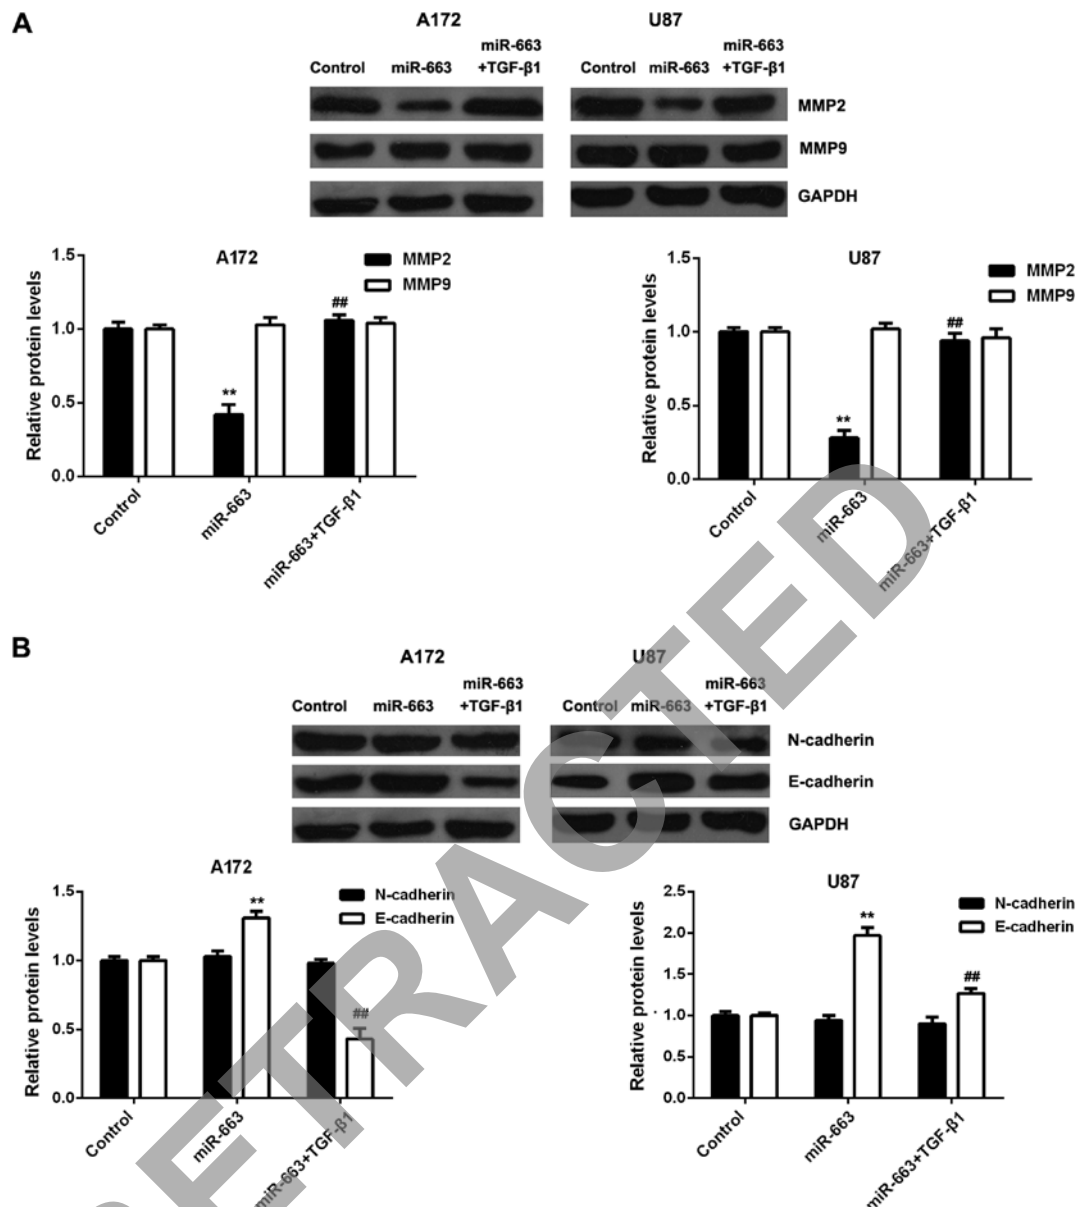 A
A172
U87
Control
miR-663
miR-663
+TGF-β1
Control
miR-663
miR-663
+TGF-β1
MMP2
MMP9
GAPDH
A172
MMP2
MMP9
Relative protein levels
1.5
1.0
0.5
0.0
**
##
Control
miR-663
miR-663+TGF-β1
U87
MMP2
MMP9
Relative protein levels
1.5
1.0
0.5
0.0
**
##
Control
miR-663
miR-663+TGF-β1
B
A172
U87
Control
miR-663
miR-663
+TGF-β1
Control
miR-663
miR-663
+TGF-β1
N-cadherin
E-cadherin
GAPDH
A172
N-cadherin
E-cadherin
Relative protein levels
1.5
1.0
0.5
0.0
**
##
Control
miR-663
miR-663+TGF-β1
U87
N-cadherin
E-cadherin
Relative protein levels
2.5
2.0
1.5
1.0
0.5
0.0
**
##
Control
miR-663
miR-663+TGF-β1
RETRACTED